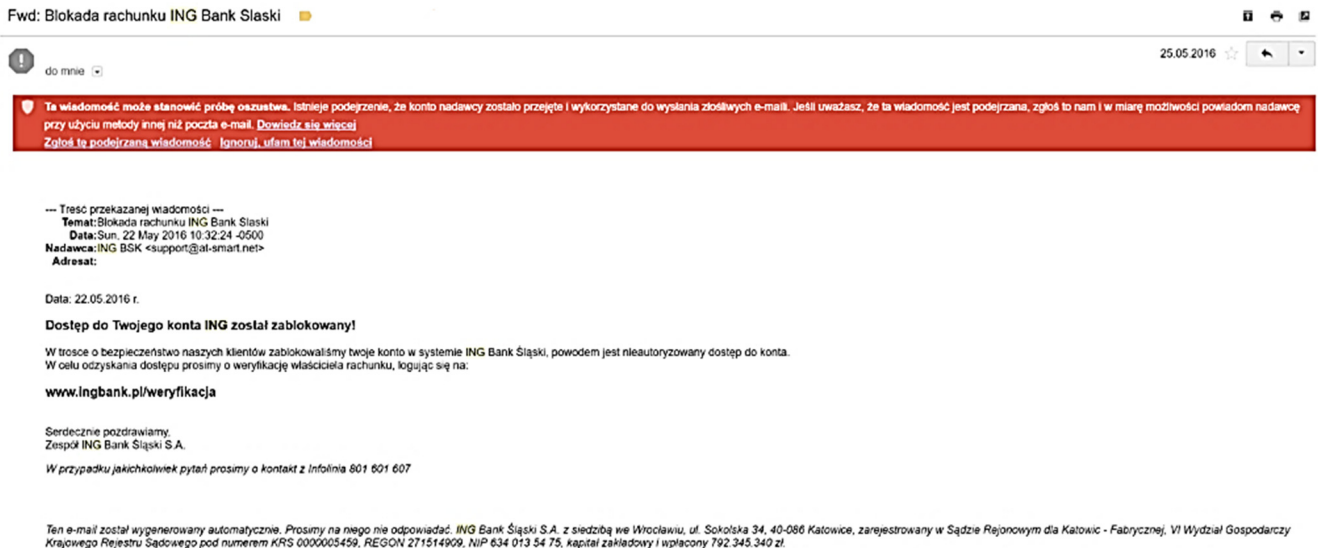 Fwd: Blokada rachunku ING Bank Slaski
25.05.2016
do mnie
Ta wiadomość może stanowić próbę oszustwa. Istnieje podejrzenie, że konto nadawcy zostało przejęte i wykorzystane do wysłania złośliwych e-maili. Jeśli uważasz, że ta wiadomość jest podejrzana, zgłoś to nam i w miarę możliwości powiadom nadawcę
przy użyciu metody innej niż poczta e-mail. Dowiedz się więcej
Zgłoś tę podejrzaną wiadomość Ignoruj, ufam tej wiadomości
--- Treść przekazanej wiadomości ---
Temat: Blokada rachunku ING Bank Slaski
Data: Sun, 22 May 2016 10:32:24 -0500
Nadawca: ING BSK <support@at-smart.net>
Adresat:
Data: 22.05.2016 r.
Dostęp do Twojego konta ING został zablokowany!
W trosce o bezpieczeństwo naszych klientów zablokowaliśmy twoje konto w systemie ING Bank Śląski, powodem jest nieautoryzowany dostęp do konta.
W celu odzyskania dostępu prosimy o weryfikację właściciela rachunku, logując się na:
www.ingbank.pl/weryfikacja
Serdecznie pozdrawiamy,
Zespół ING Bank Śląski S.A.
W przypadku jakichkolwiek pytań prosimy o kontakt z Infolinia 801 601 607
Ten e-mail został wygenerowany automatycznie. Prosimy na niego nie odpowiadać. ING Bank Śląski S.A. z siedzibą we Wrocławiu, ul. Sokolska 34, 40-086 Katowice, zarejestrowany w Sądzie Rejonowym dla Katowic - Fabrycznej, VI Wydział Gospodarczy
Krajowego Rejestru Sądowego pod numerem KRS 0000005459, REGON 271514909, NIP 634 013 54 75, kapitał zakładowy i wpłacony 792.345.340 zł.